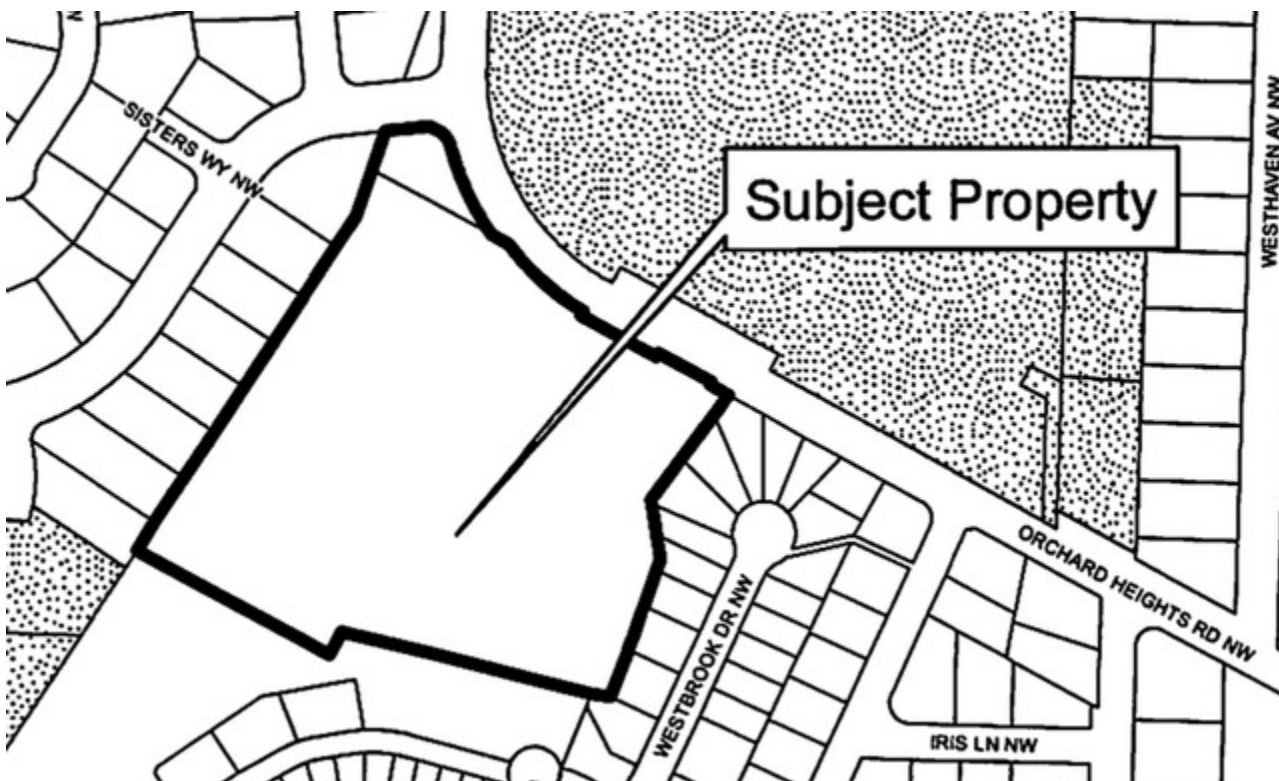 SISTERS WY NW
Subject Property
WESTHAVEN AV NW
ORCHARD HEIGHTS RD NW
WESTBROOK DR NW
IRIS LN NW